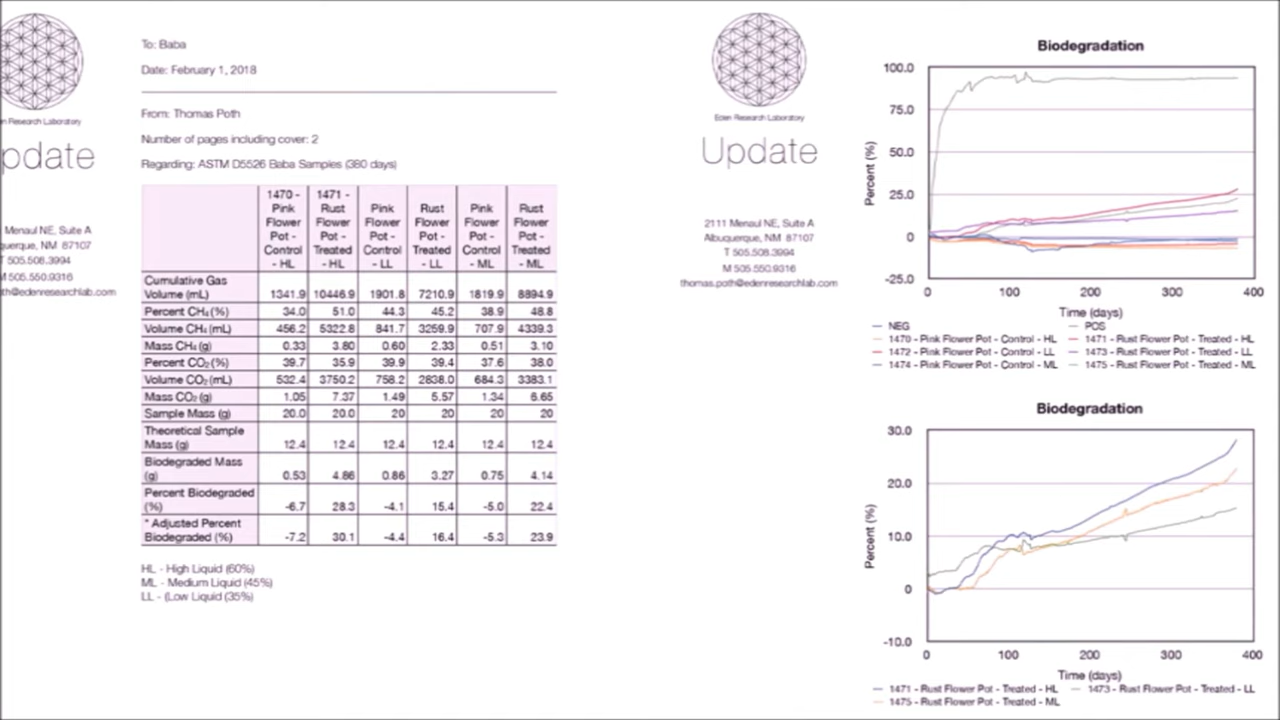 en Research Laboratory
pdate
Menaul NE, Suite A
querque, NM 87107
T 505.508.3994
M 505.550.9316
th@edenresearchlab.com
To: Baba
Date: February 1, 2018
From: Thomas Poth
Number of pages including cover: 2
Regarding: ASTM D5526 Baba Samples (380 days)
1470 - Pink Flower Pot - Control - HL
1471 - Rust Flower Pot - Treated - HL
Pink Flower Pot - Control - LL
Rust Flower Pot - Treated - LL
Pink Flower Pot - Control - ML
Rust Flower Pot - Treated - ML
Cumulative Gas Volume (mL) 1341.9 10446.9 1901.8 7210.9 1819.9 8894.9
Percent CH₄ (%) 34.0 51.0 44.3 45.2 38.9 48.8
Volume CH₄ (mL) 456.2 5322.8 841.7 3259.9 707.9 4339.3
Mass CH₄ (g) 0.33 3.80 0.60 2.33 0.51 3.10
Percent CO₂ (%) 39.7 35.9 39.9 39.4 37.6 38.0
Volume CO₂ (mL) 532.4 3750.2 758.2 2838.0 684.3 3383.1
Mass CO₂ (g) 1.05 7.37 1.49 5.57 1.34 6.65
Sample Mass (g) 20.0 20.0 20 20 20 20
Theoretical Sample Mass (g) 12.4 12.4 12.4 12.4 12.4 12.4
Biodegraded Mass (g) 0.53 4.86 0.86 3.27 0.75 4.14
Percent Biodegraded (%) -6.7 28.3 -4.1 15.4 -5.0 22.4
* Adjusted Percent Biodegraded (%) -7.2 30.1 -4.4 16.4 -5.3 23.9
HL - High Liquid (60%)
ML - Medium Liquid (45%)
LL - (Low Liquid (35%)
Eden Research Laboratory
Update
2111 Menaul NE, Suite A
Albuquerque, NM 87107
T 505.508.3994
M 505.550.9316
thomas.poth@edenresearchlab.com
Biodegradation
100.0
75.0
50.0
25.0
0
-25.0
Percent (%)
0 100 200 300 400
Time (days)
NEG POS
1470 - Pink Flower Pot - Control - HL 1471 - Rust Flower Pot - Treated - HL
1472 - Pink Flower Pot - Control - LL 1473 - Rust Flower Pot - Treated - LL
1474 - Pink Flower Pot - Control - ML 1475 - Rust Flower Pot - Treated - ML
Biodegradation
30.0
20.0
10.0
0
-10.0
Percent (%)
0 100 200 300 400
Time (days)
1471 - Rust Flower Pot - Treated - HL 1473 - Rust Flower Pot - Treated - LL
1475 - Rust Flower Pot - Treated - ML